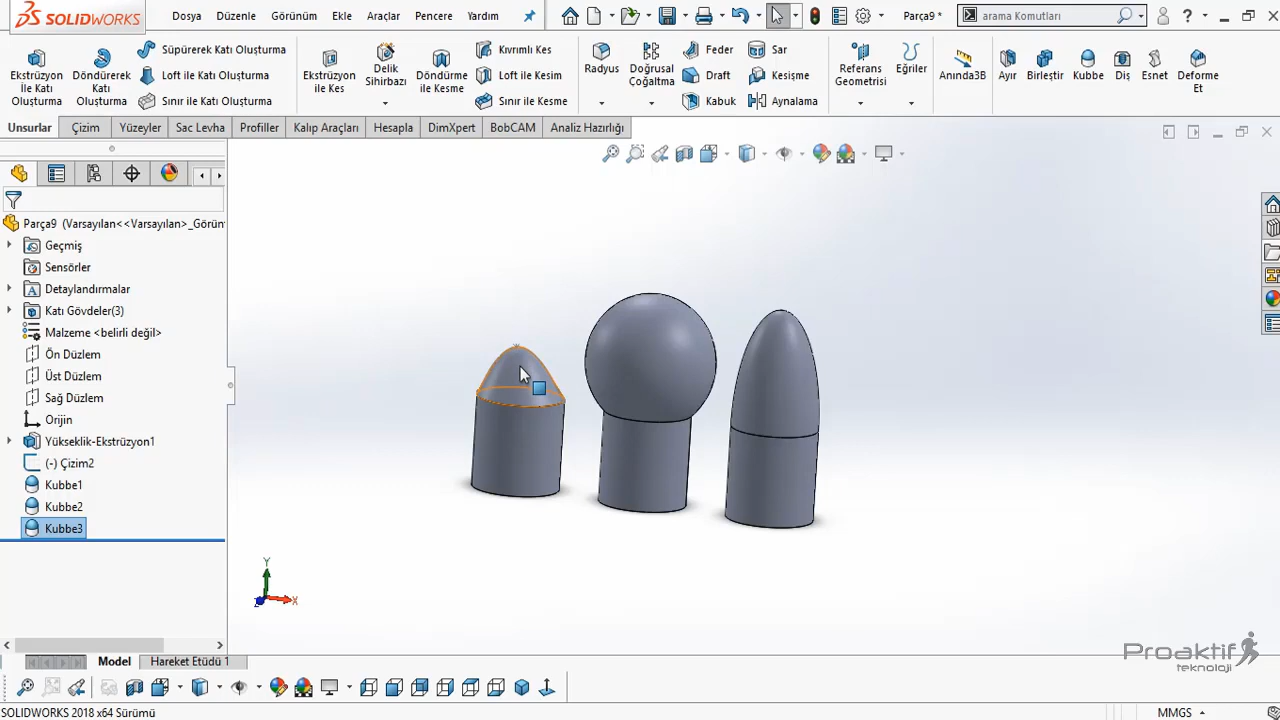 SOLIDWORKS
Dosya Düzenle Görünüm Ekle Araçlar Pencere Yardım
Parça9 *
arama Komutları
Ekstrüzyon İle Katı Oluşturma
Döndürerek Katı Oluşturma
Süpürerek Katı Oluşturma
Loft ile Katı Oluşturma
Sınır ile Katı Oluşturma
Ekstrüzyon ile Kes
Delik Sihirbazı
Döndürme ile Kesme
Kıvrımlı Kes
Loft ile Kesim
Sınır ile Kesme
Radyus
Doğrusal Çoğaltma
Feder
Draft
Kabuk
Sar
Kesişme
Aynalama
Referans Geometrisi
Eğriler
Anında3B
Ayır
Birleştir
Kubbe
Diş
Esnet
Deforme Et
Unsurlar Çizim Yüzeyler Sac Levha Profiller Kalıp Araçları Hesapla DimXpert BobCAM Analiz Hazırlığı
Parça9 (Varsayılan<<Varsayılan>_Görün
Geçmiş
Sensörler
Detaylandırmalar
Katı Gövdeler(3)
Malzeme <belirli değil>
Ön Düzlem
Üst Düzlem
Sağ Düzlem
Orijin
Yükseklik-Ekstrüzyon1
(-) Çizim2
Kubbe1
Kubbe2
Kubbe3
Y
X
Z
Proaktif
teknoloji
Model Hareket Etüdü 1
SOLIDWORKS 2018 x64 Sürümü
MMGS